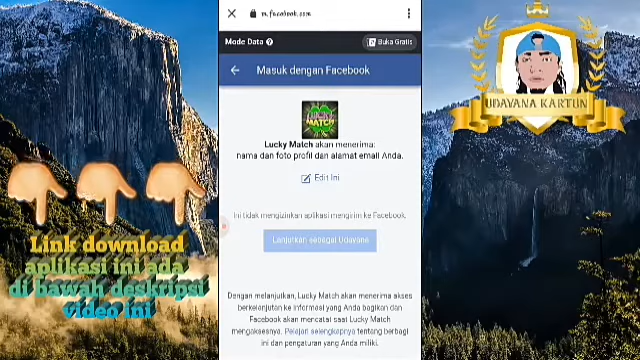 m.facebook.com
Mode Data
Buka Gratis
Masuk dengan Facebook
LUCKY
MATCH
Lucky Match akan menerima:
nama dan foto profil dan alamat email Anda.
Edit Ini
Ini tidak mengizinkan aplikasi mengirim ke Facebook.
Lanjutkan sebagai Udayana
Dengan melanjutkan, Lucky Match akan menerima akses
berkelanjutan ke informasi yang Anda bagikan dan
Facebook akan mencatat saat Lucky Match
mengaksesnya. Pelajari selengkapnya tentang berbagi
ini dan pengaturan yang Anda miliki.
Link download
aplikasi ini ada
di bawah deskripsi
video ini
UDAYANA KARTUN